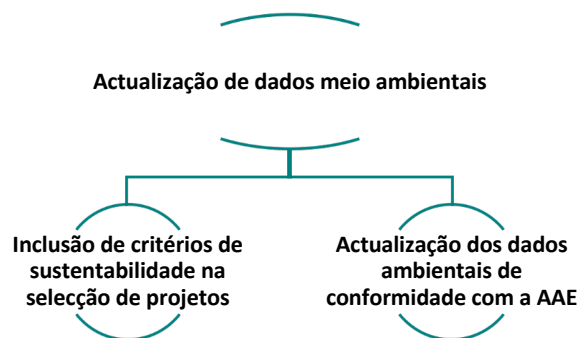 Actualização de dados meio ambientais
Inclusão de critérios de
sustentabilidade na
selecção de projetos
Actualização dos dados
ambientais de
conformidade com a AAE